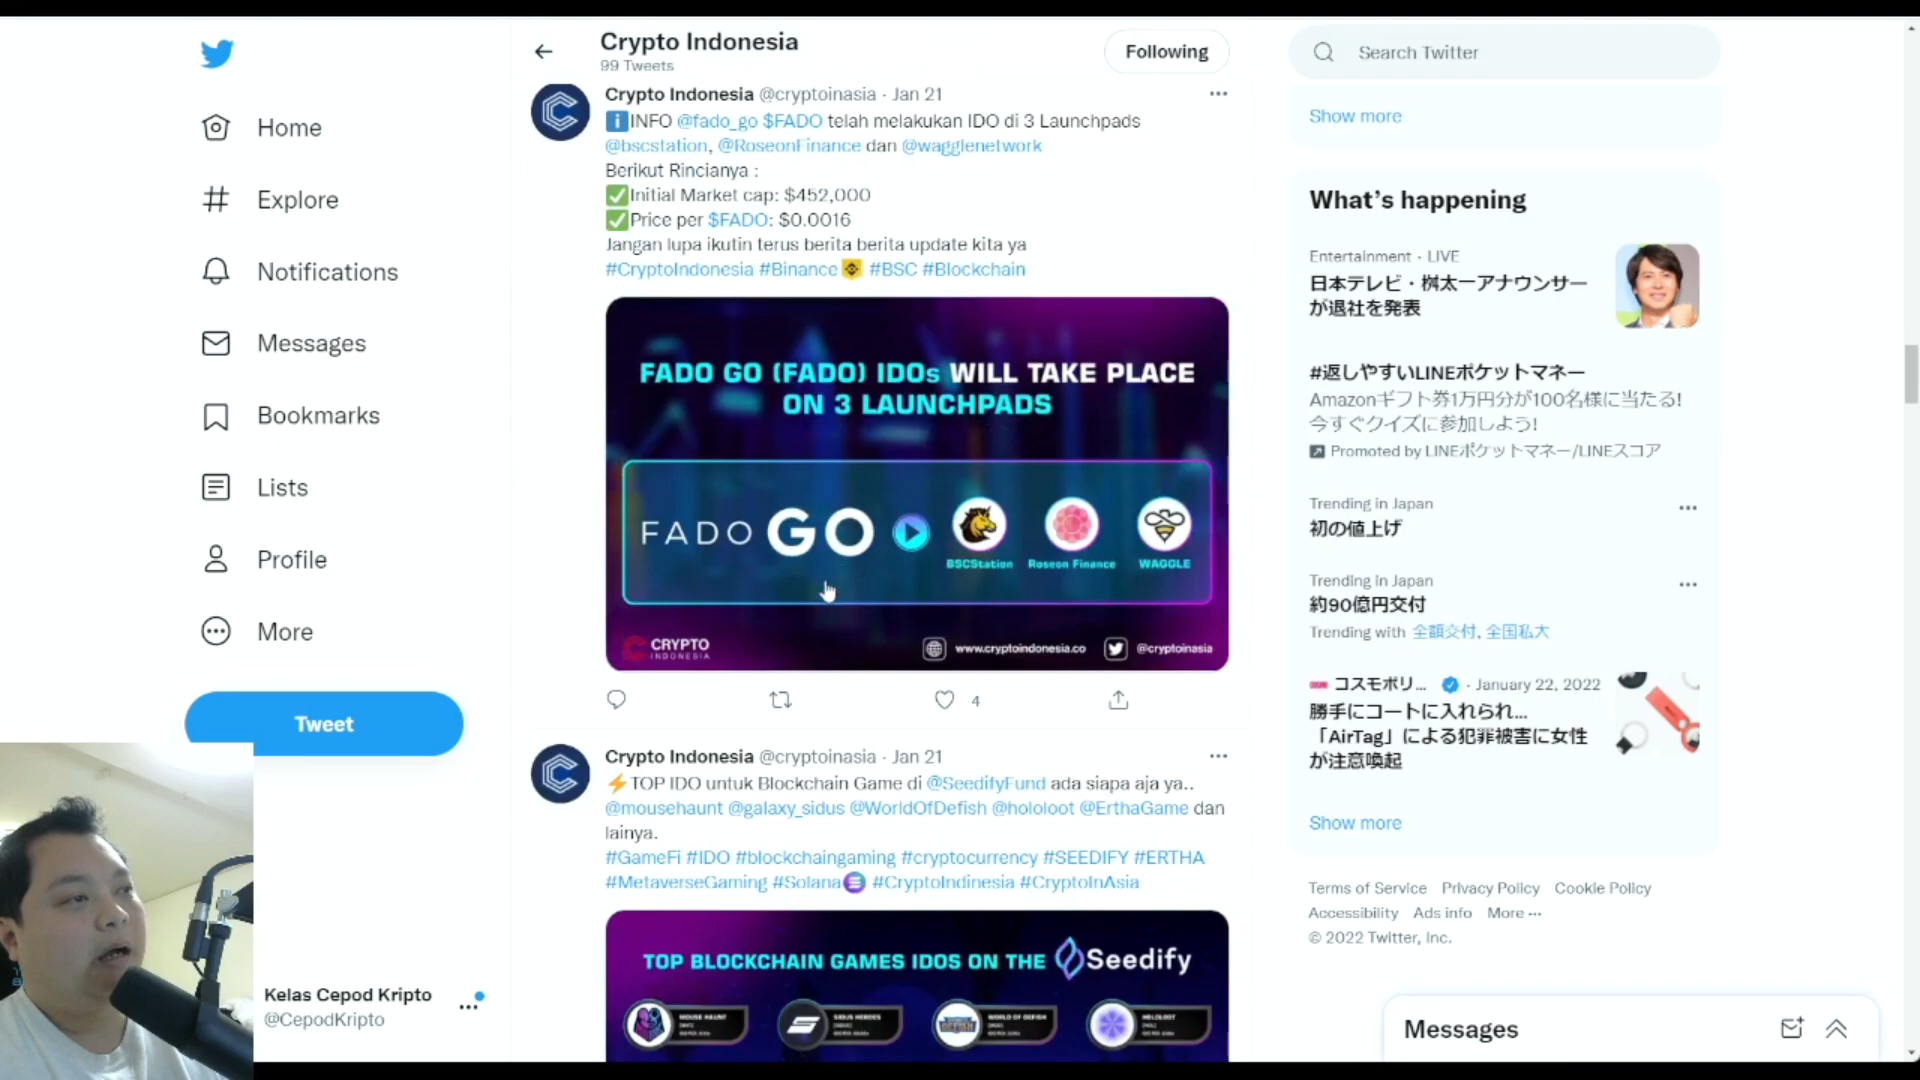 Home
Explore
Notifications
Messages
Bookmarks
Lists
Profile
More
Tweet
Kelas Cepod Kripto
@CepodKripto
Crypto Indonesia
99 Tweets
Following
Crypto Indonesia @cryptoinasia · Jan 21
INFO @fado_go $FADO telah melakukan IDO di 3 Launchpads
@bscstation, @RoseonFinance dan @wagglenetwork
Berikut Rincianya :
✅Initial Market cap: $452,000
✅Price per $FADO: $0.0016
Jangan lupa ikutin terus berita berita update kita ya
#CryptoIndonesia #Binance #BSC #Blockchain
FADO GO (FADO) IDOs WILL TAKE PLACE
ON 3 LAUNCHPADS
FADO GO
BSCStation Roseon Finance WAGGLE
CRYPTO
INDONESIA
www.cryptoindonesia.co @cryptoinasia
4
Crypto Indonesia @cryptoinasia · Jan 21
⚡TOP IDO untuk Blockchain Game di @SeedifyFund ada siapa aja ya..
@mousehaunt @galaxy_sidus @WorldOfDefish @hololoot @ErthaGame dan
lainya.
#GameFi #IDO #blockchaingaming #cryptocurrency #SEEDIFY #ERTHA
#MetaverseGaming #Solana #CryptoIndinesia #CryptoInAsia
TOP BLOCKCHAIN GAMES IDOS ON THE Seedify
MOUSE HAUNT
SIDUS HEROES
WORLD OF DEFISH
HOLOLOOT
Search Twitter
Show more
What's happening
Entertainment · LIVE
日本テレビ・桝太一アナウンサー
が退社を発表
#返しやすいLINEポケットマネー
Amazonギフト券1万円分が100名様に当たる!
今すぐクイズに参加しよう!
Promoted by LINEポケットマネー/LINEスコア
Trending in Japan
初の値上げ
Trending in Japan
約90億円交付
Trending with 全額交付, 全国私大
コスモポリ... · January 22, 2022
勝手にコートに入れられ...
「AirTag」による犯罪被害に女性
が注意喚起
Show more
Terms of Service Privacy Policy Cookie Policy
Accessibility Ads info More ···
© 2022 Twitter, Inc.
Messages